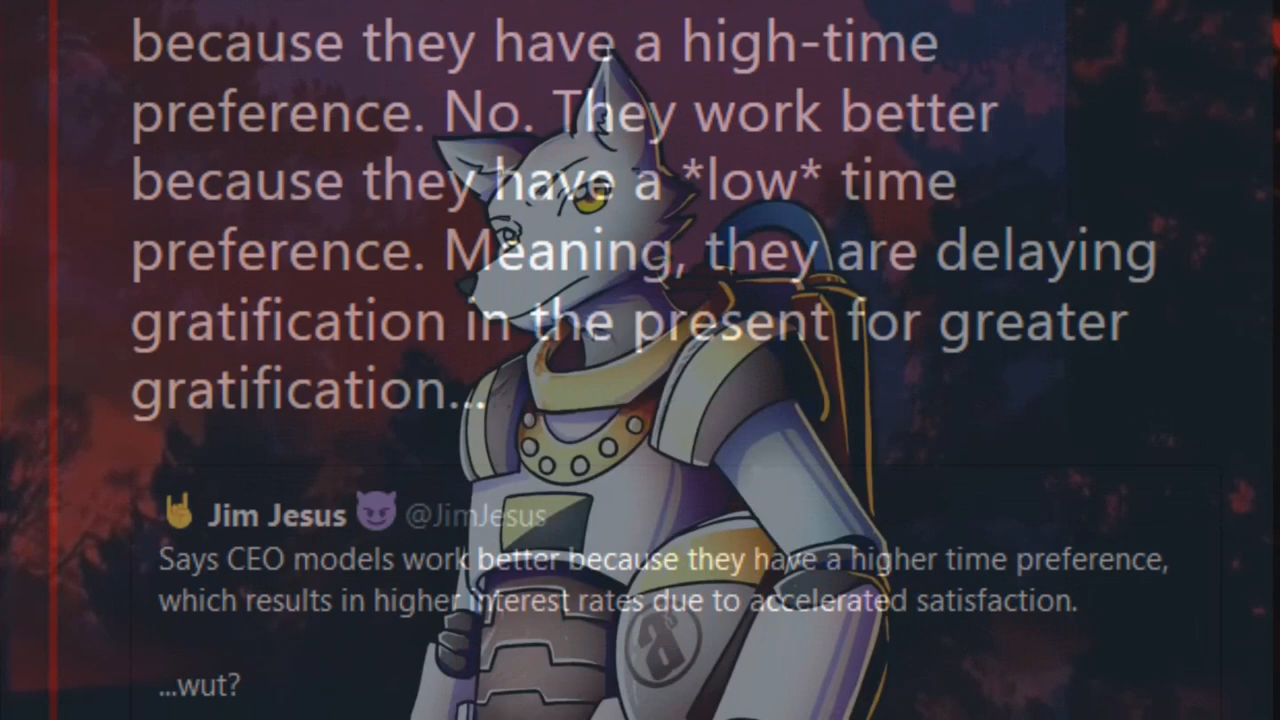 because they have a high-time
preference. No. They work better
because they have a *low* time
preference. Meaning, they are delaying
gratification in the present for greater
gratification...
🤘 Jim Jesus 😈 @JimJesus
Says CEO models work better because they have a higher time preference,
which results in higher interest rates due to accelerated satisfaction.
...wut?